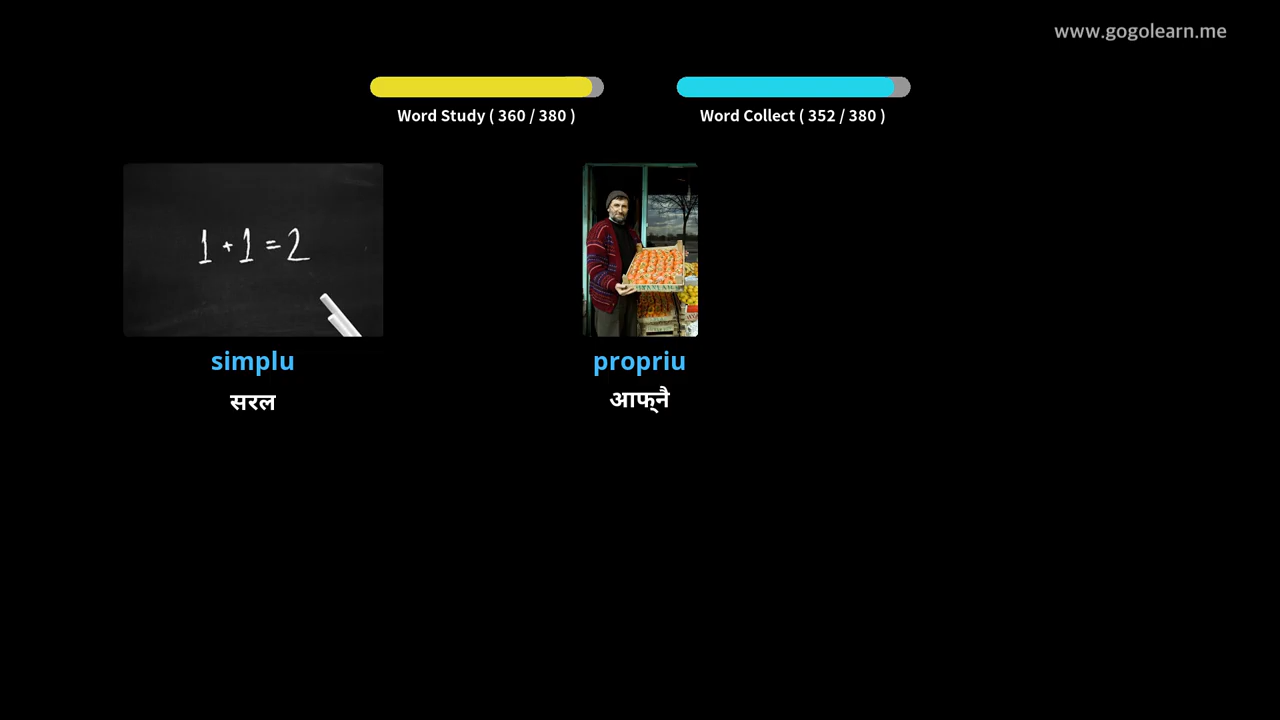 www.gogolearn.me
Word Study ( 360 / 380 )
Word Collect ( 352 / 380 )
1 + 1 = 2
simplu
propriu
सरल
आफ्नै